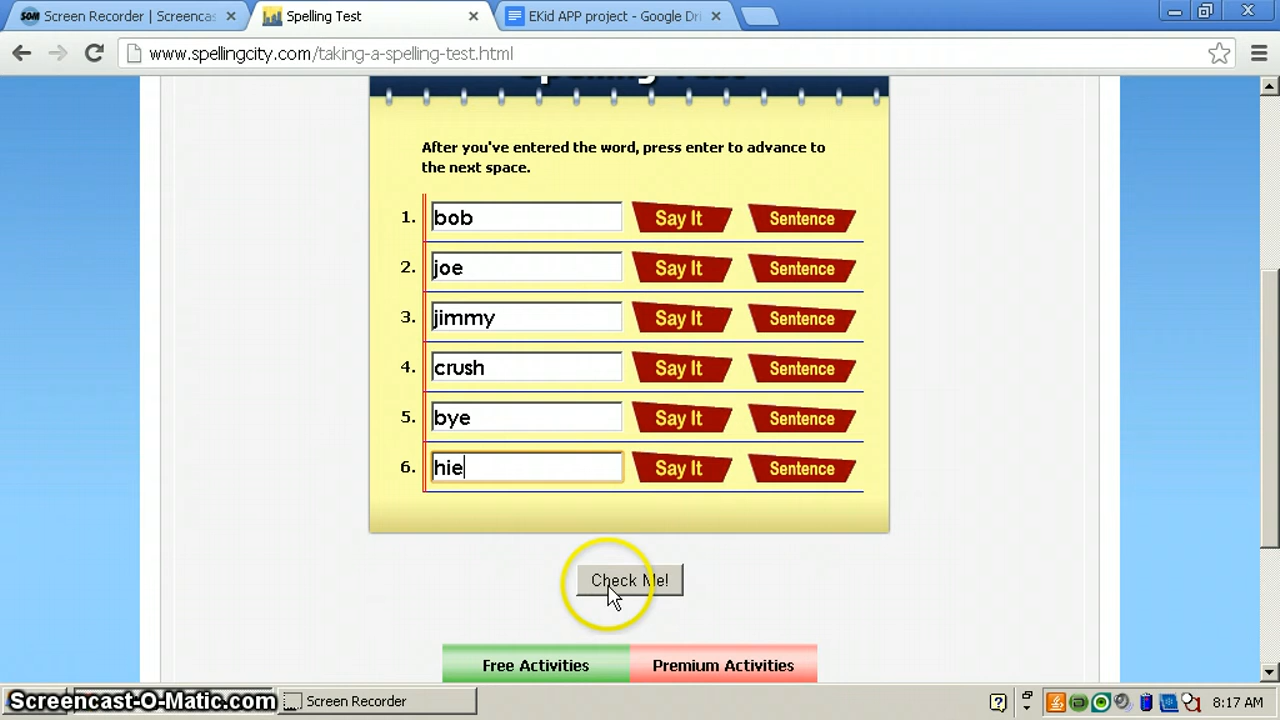 Screen Recorder | Screencas
Spelling Test
EKid APP project - Google Dri
www.spellingcity.com/taking-a-spelling-test.html
Spelling Test
After you've entered the word, press enter to advance to
the next space.
1. bob Say It Sentence
2. joe Say It Sentence
3. jimmy Say It Sentence
4. crush Say It Sentence
5. bye Say It Sentence
6. hie Say It Sentence
Check Me!
Free Activities Premium Activities
Screencast-O-Matic.com
Screen Recorder
8:17 AM